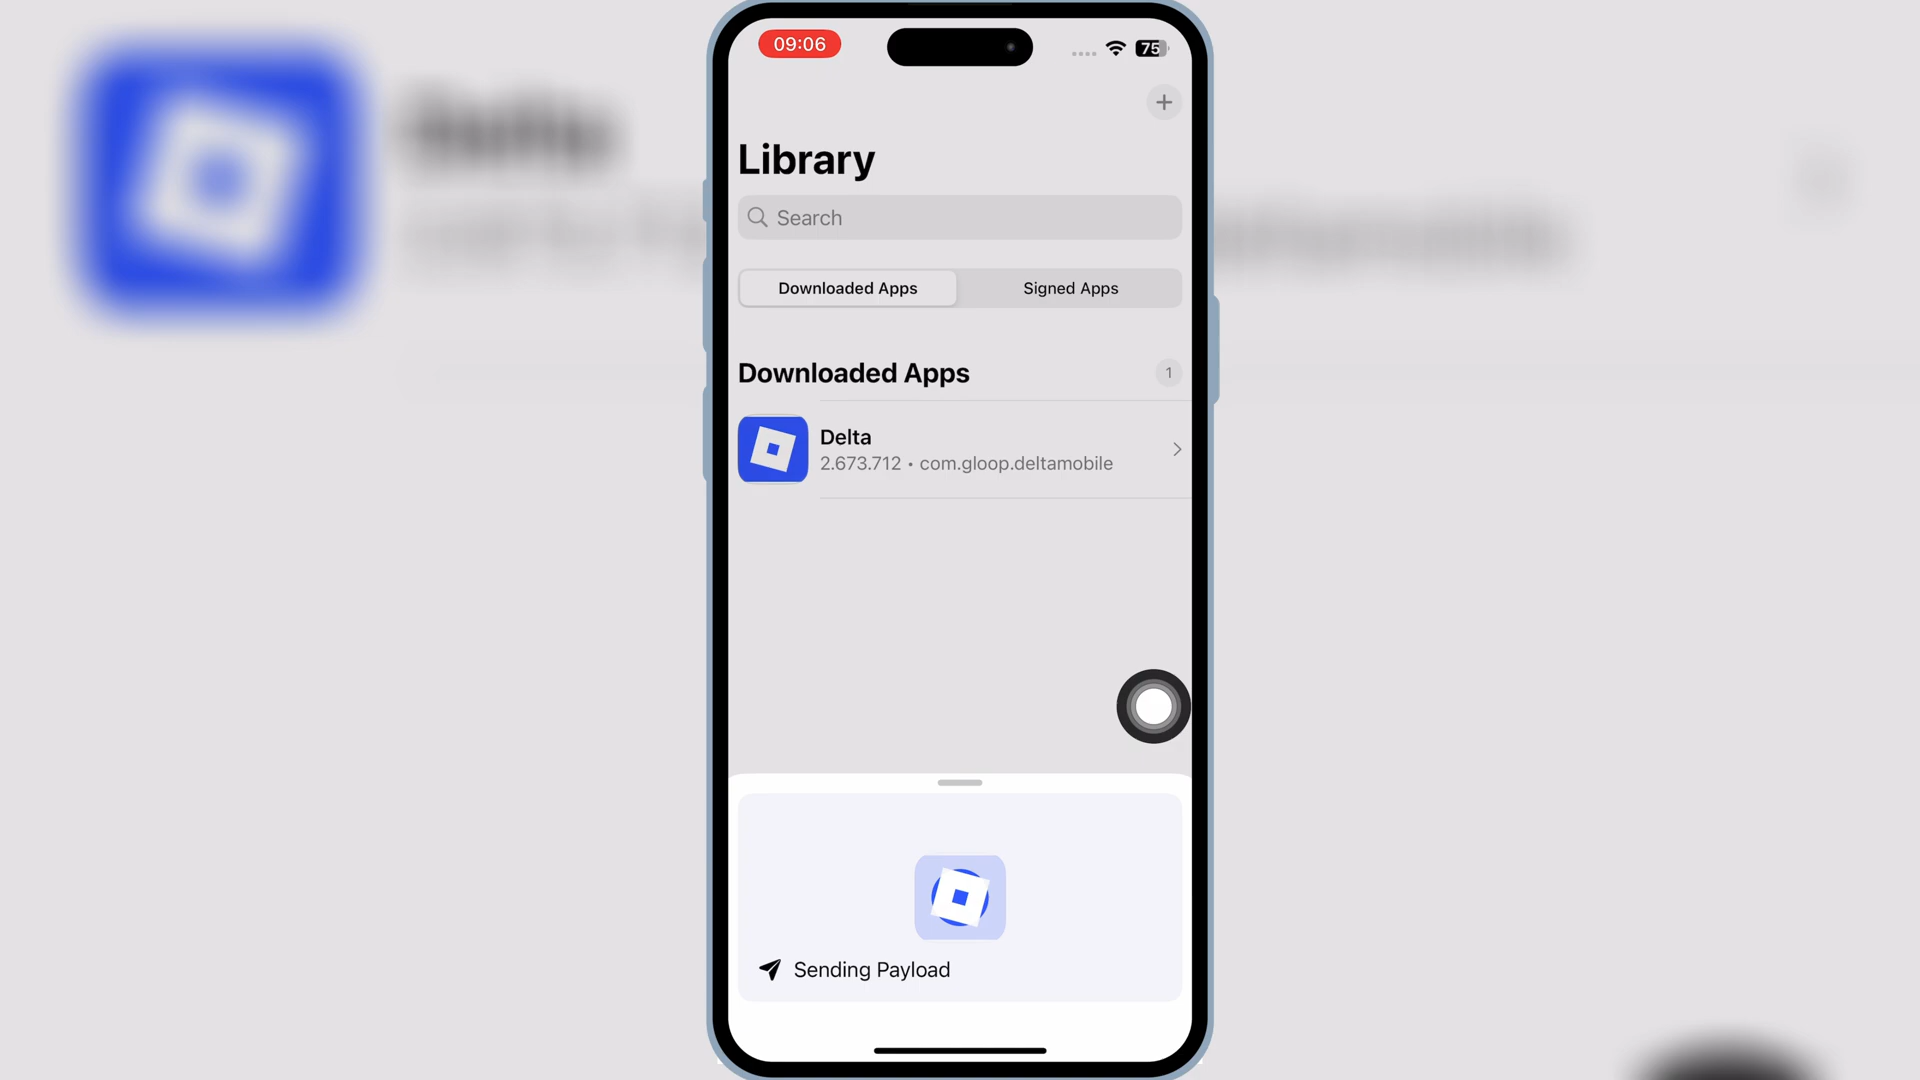 09:06
75
Library
Search
Downloaded Apps
Signed Apps
Downloaded Apps
1
Delta
2.673.712 • com.gloop.deltamobile
Sending Payload